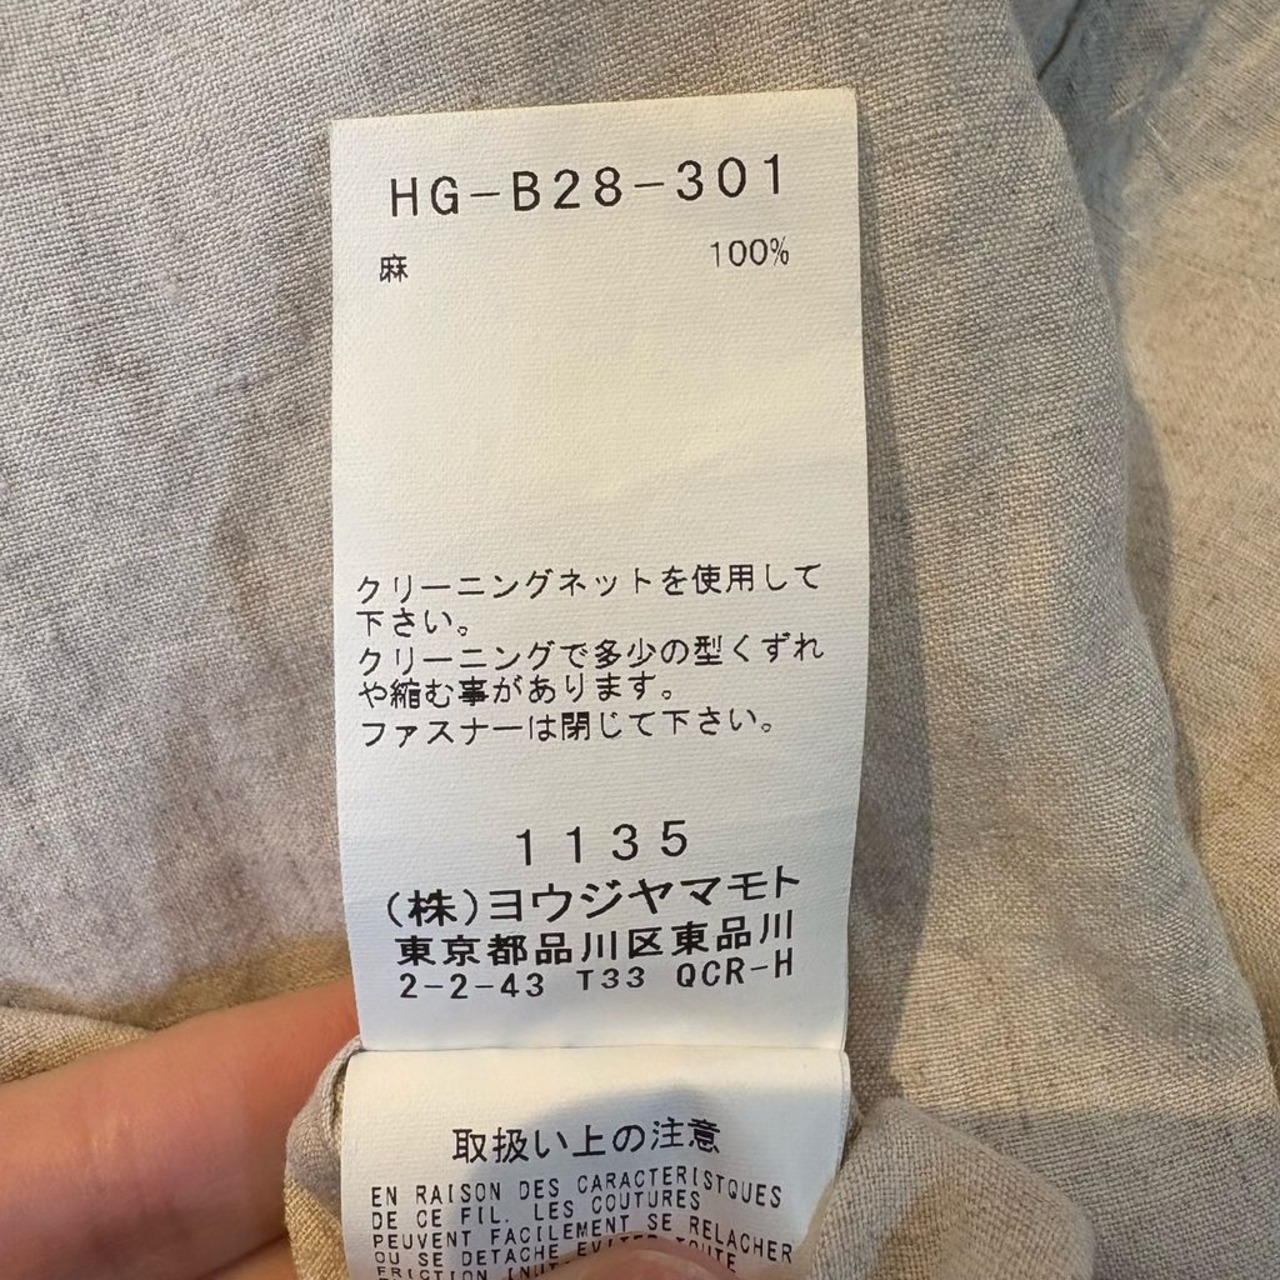 HG-B28-301
麻 100%
クリーニングネットを使用して
下さい。
クリーニングで多少の型くずれ
や縮む事があります。
ファスナーは閉じて下さい。
1135
(株)ヨウジヤマモト
東京都品川区東品川
2-2-43 T33 QCR-H
取扱い上の注意
EN RAISON DES CARACTERISTQUES
DE CE FIL. LES COUTURES
PEUVENT FACILEMENT SE RELACHER
OU SE DETACHE EVITER TOUTE
FRICTION